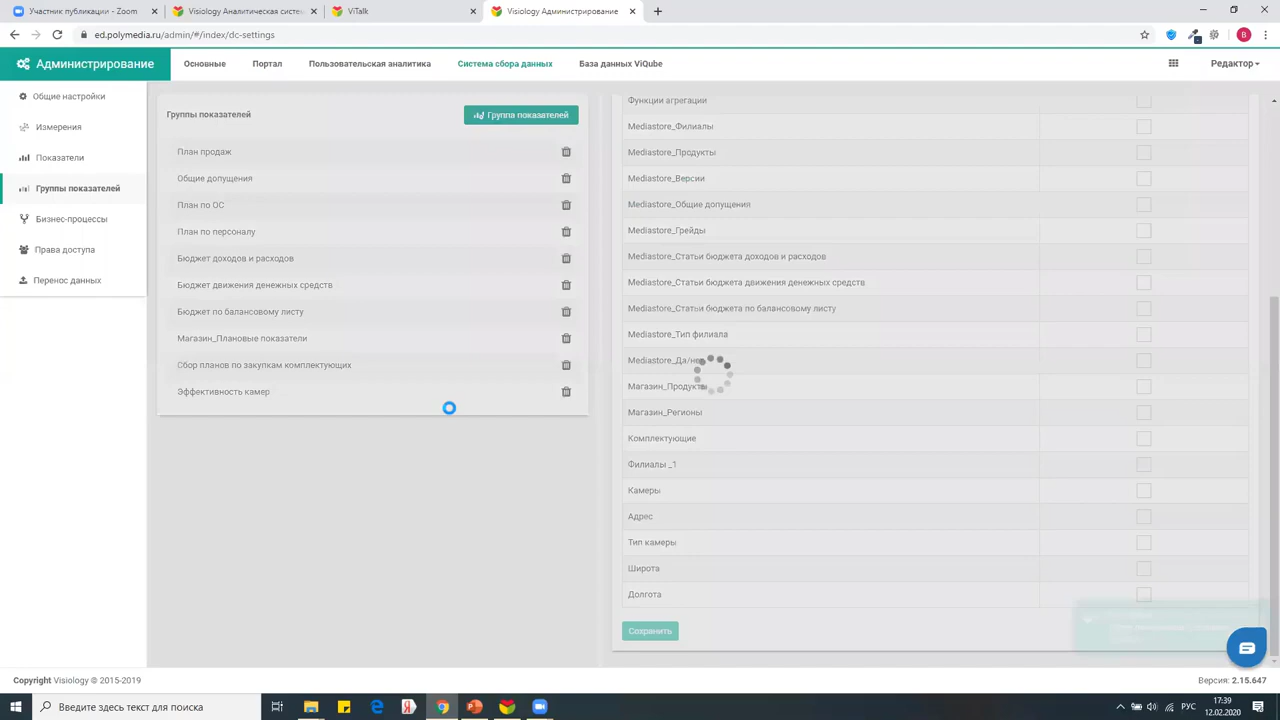 Участник публикации - Zoom
Visiology Аналитическая систем
ViTalk
Visiology Администрирование
ed.polymedia.ru/admin/#/index/dc-settings
B
Администрирование
Основные
Портал
Пользовательская аналитика
Система сбора данных
База данных ViQube
Редактор
Общие настройки
Измерения
Показатели
Группы показателей
Бизнес-процессы
Права доступа
Перенос данных
Группы показателей
Группа показателей
План продаж
Общие допущения
План по ОС
План по персоналу
Бюджет доходов и расходов
Бюджет движения денежных средств
Бюджет по балансовому листу
Магазин_Плановые показатели
Сбор планов по закупкам комплектующих
Эффективность камер
Функции агрегации
Mediastore_Филиалы
Mediastore_Продукты
Mediastore_Версии
Mediastore_Общие допущения
Mediastore_Грейды
Mediastore_Статьи бюджета доходов и расходов
Mediastore_Статьи бюджета движения денежных средств
Mediastore_Статьи бюджета по балансовому листу
Mediastore_Тип филиала
Mediastore_Да/нет
Магазин_Продукты
Магазин_Регионы
Комплектующие
Филиалы _1
Камеры
Адрес
Тип камеры
Широта
Долгота
Сохранить
Copyright Visiology © 2015-2019
Версия: 2.15.647
Введите здесь текст для поиска
РУС
17:39
12.02.2020